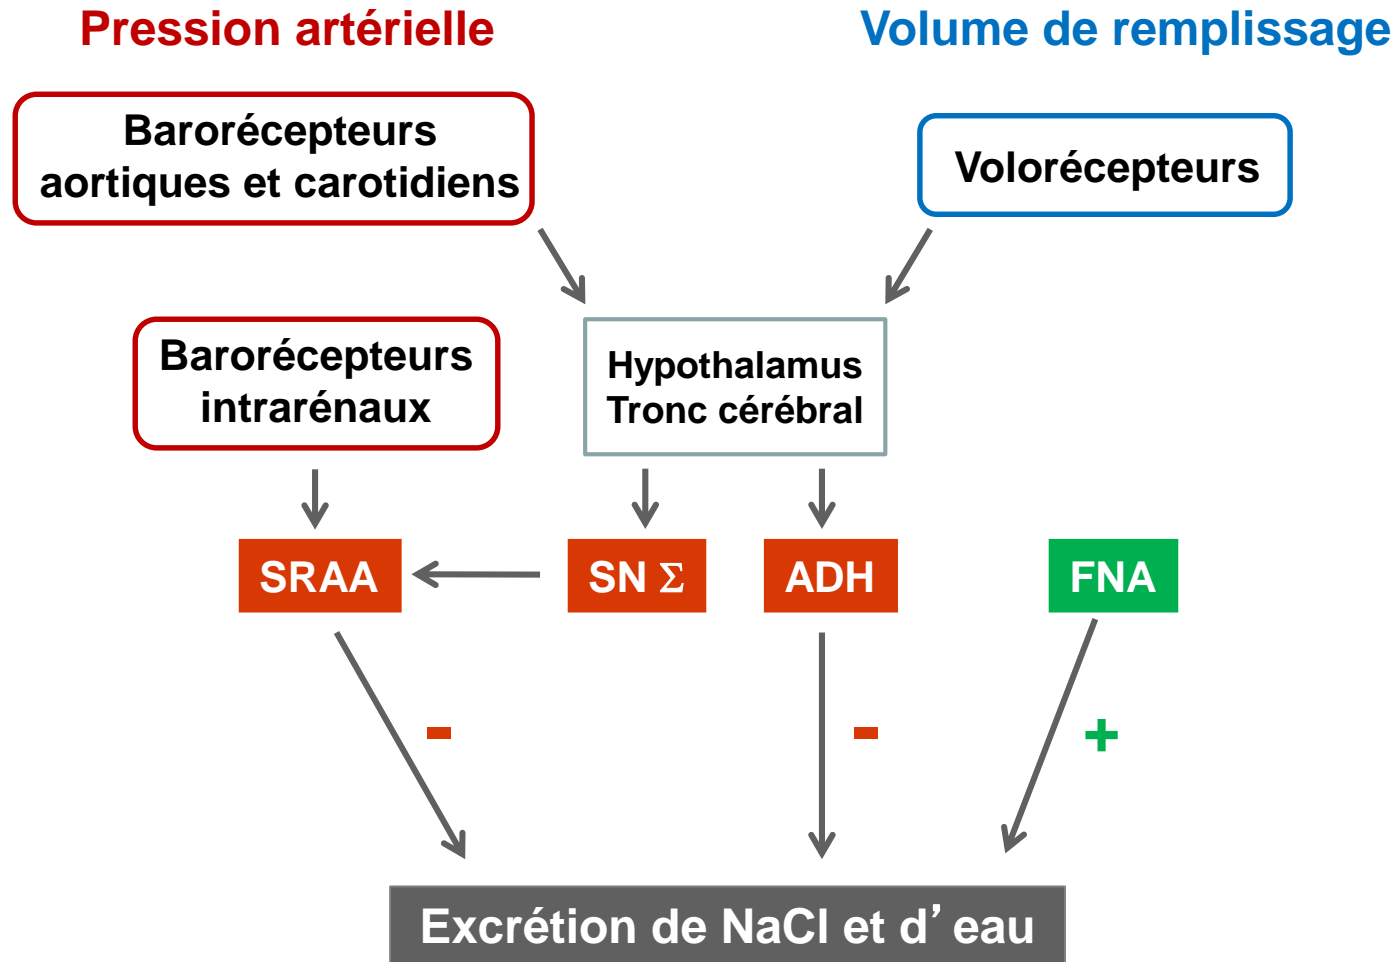 Pression artérielle
Volume de remplissage
Barorécepteurs
aortiques et carotidiens
Volorécepteurs
Barorécepteurs
intrarénaux
Hypothalamus
Tronc cérébral
SRAA
SN Σ
ADH
FNA
-
-
+
Excrétion de NaCl et d’ eau